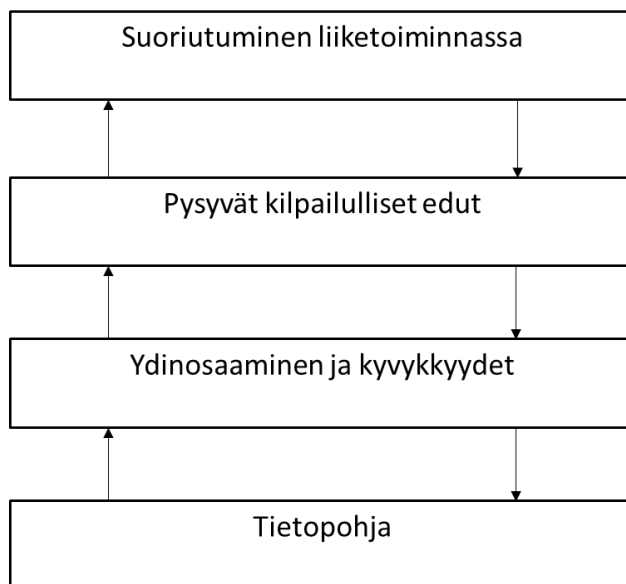 Suoriutuminen liiketoiminnassa
Pysyvät kilpailulliset edut
Ydinosaaminen ja kyvykkyydet
Tietopohja